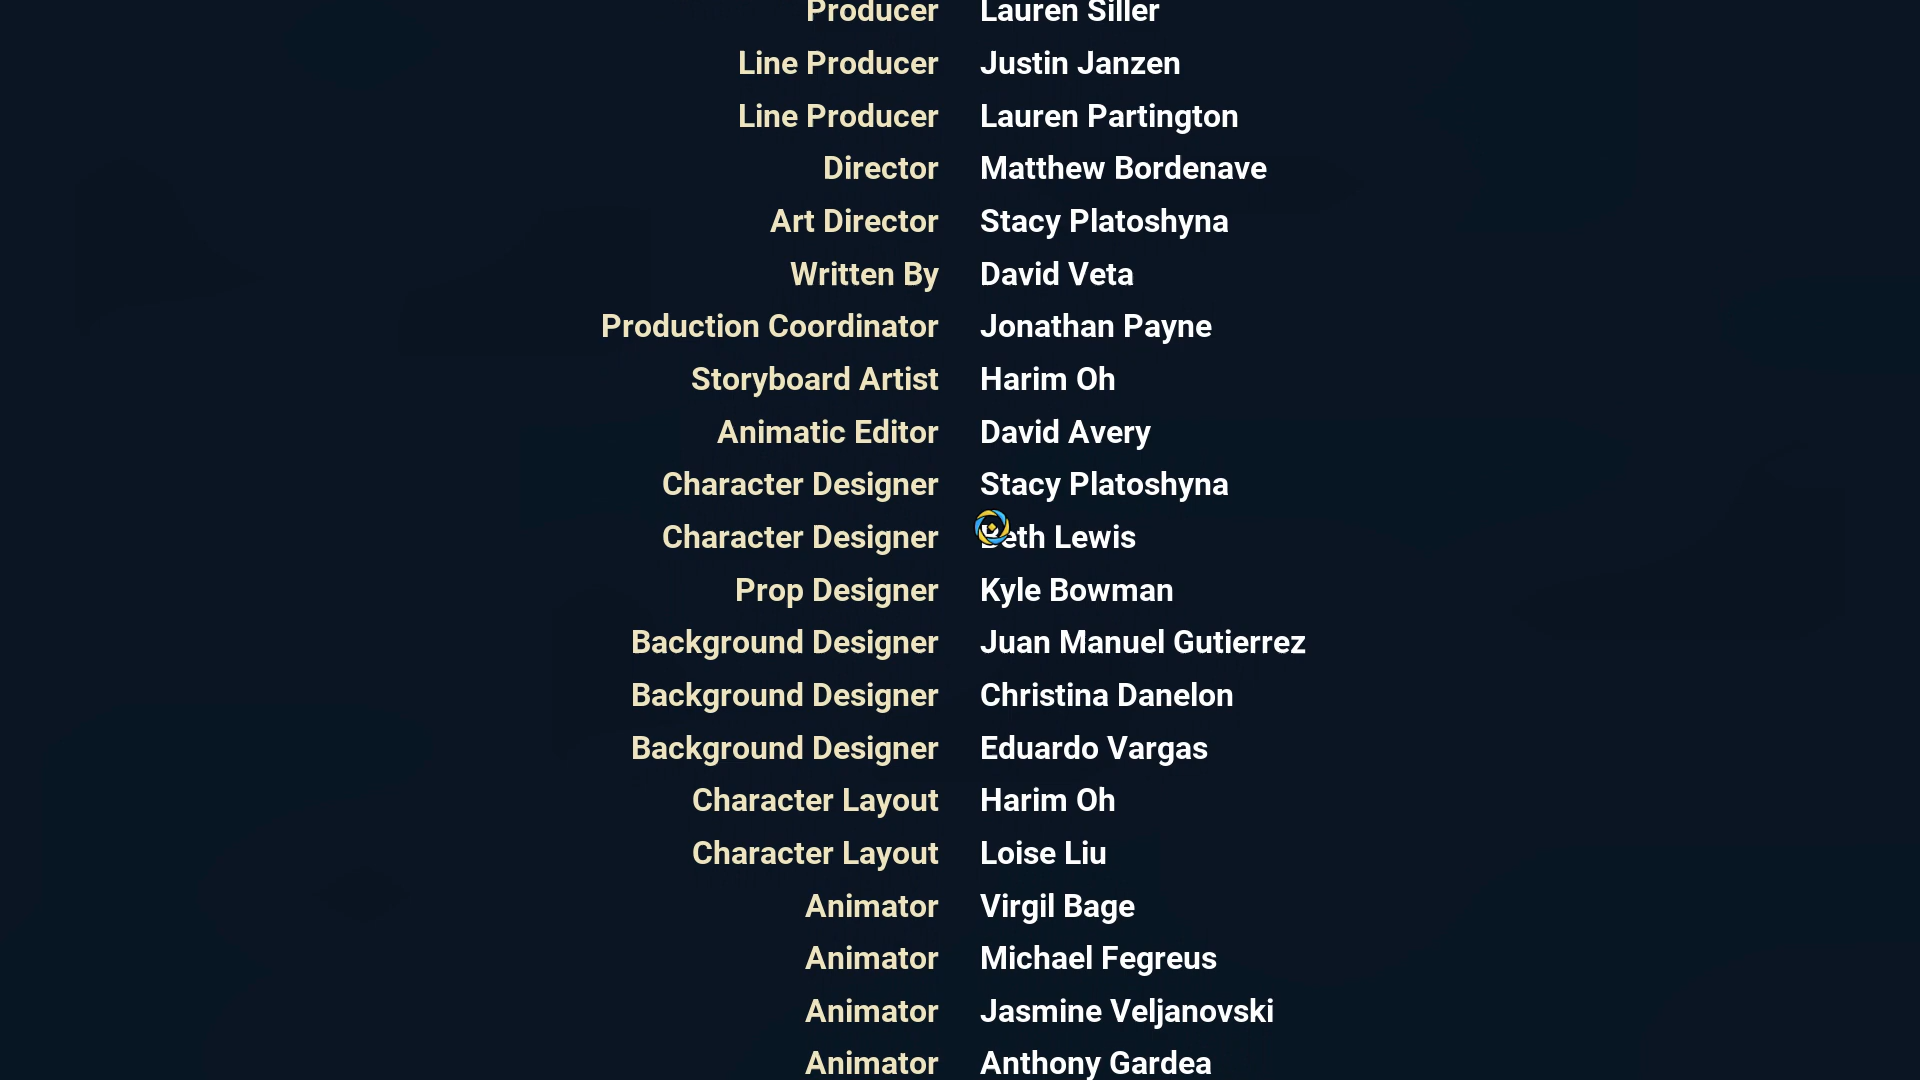 Producer Lauren Siller
Line Producer Justin Janzen
Line Producer Lauren Partington
Director Matthew Bordenave
Art Director Stacy Platoshyna
Written By David Veta
Production Coordinator Jonathan Payne
Storyboard Artist Harim Oh
Animatic Editor David Avery
Character Designer Stacy Platoshyna
Character Designer Beth Lewis
Prop Designer Kyle Bowman
Background Designer Juan Manuel Gutierrez
Background Designer Christina Danelon
Background Designer Eduardo Vargas
Character Layout Harim Oh
Character Layout Loise Liu
Animator Virgil Bage
Animator Michael Fegreus
Animator Jasmine Veljanovski
Animator Anthony Gardea